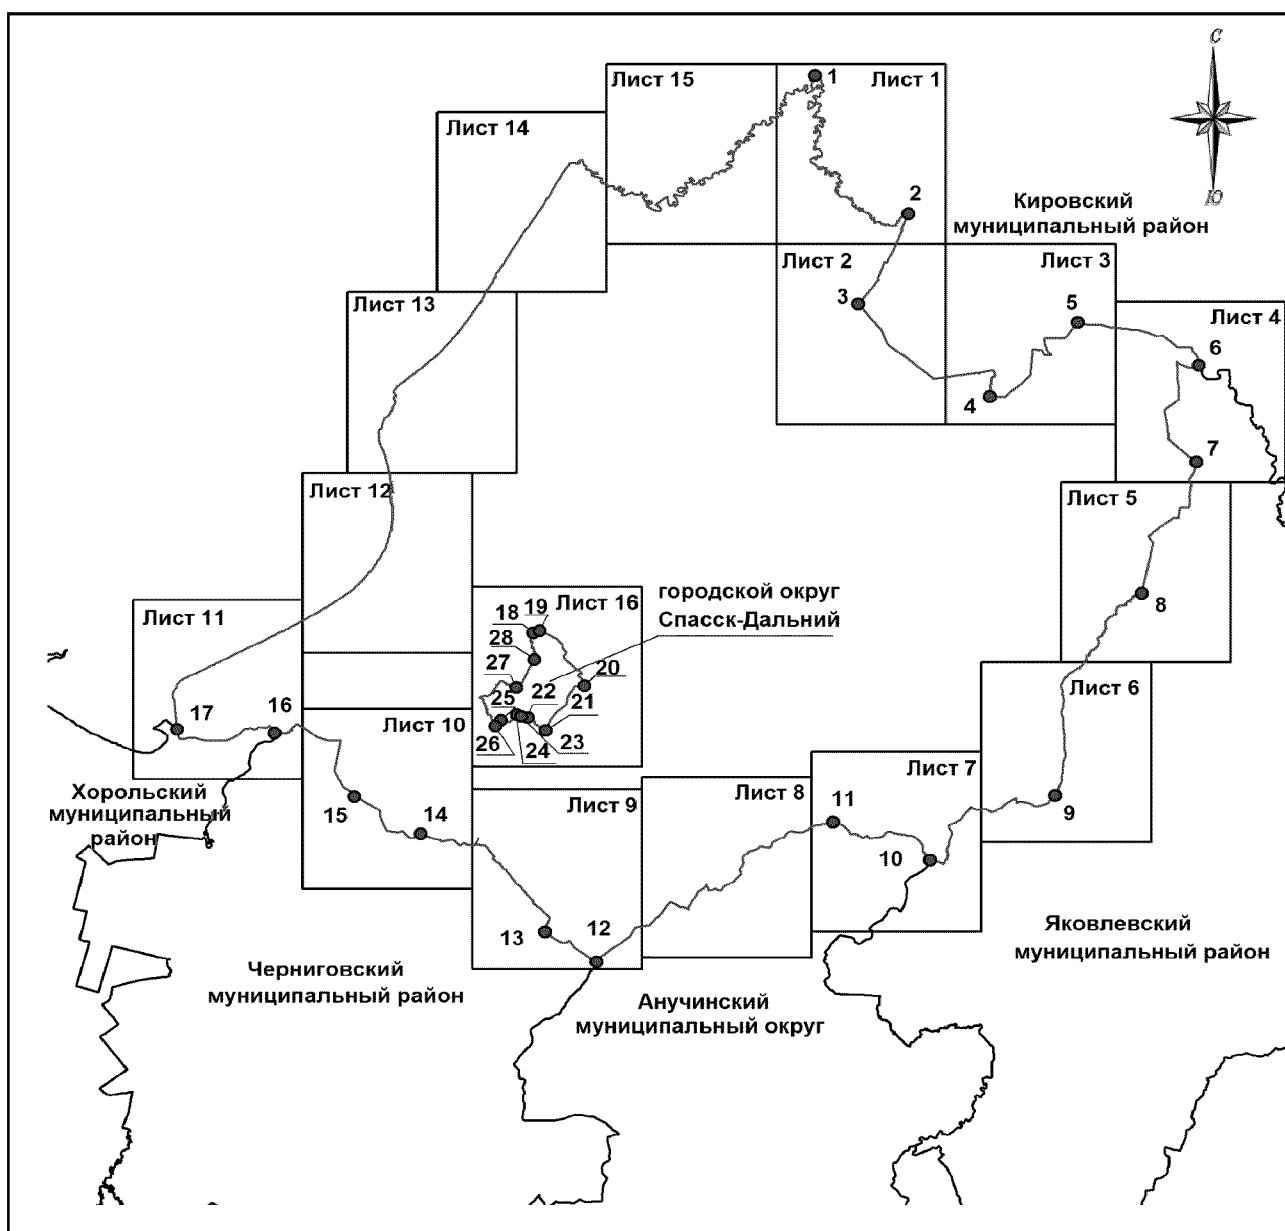 С
Лист 15
1
Лист 1
Лист 14
Ю
2
Кировский
муниципальный район
Лист 2
Лист 3
3
5
Лист 13
Лист 4
6
4
7
Лист 12
Лист 5
городской округ
Спасск-Дальний
Лист 16
18
19
8
Лист 11
28
27
20
25
22
21
26
24
23
17
16
Лист 10
Лист 6
Лист 7
Лист 8
Лист 9
Хорольский
муниципальный
район
15
14
11
9
10
13
12
Яковлевский
муниципальный район
Черниговский
муниципальный район
Анучинский
муниципальный округ